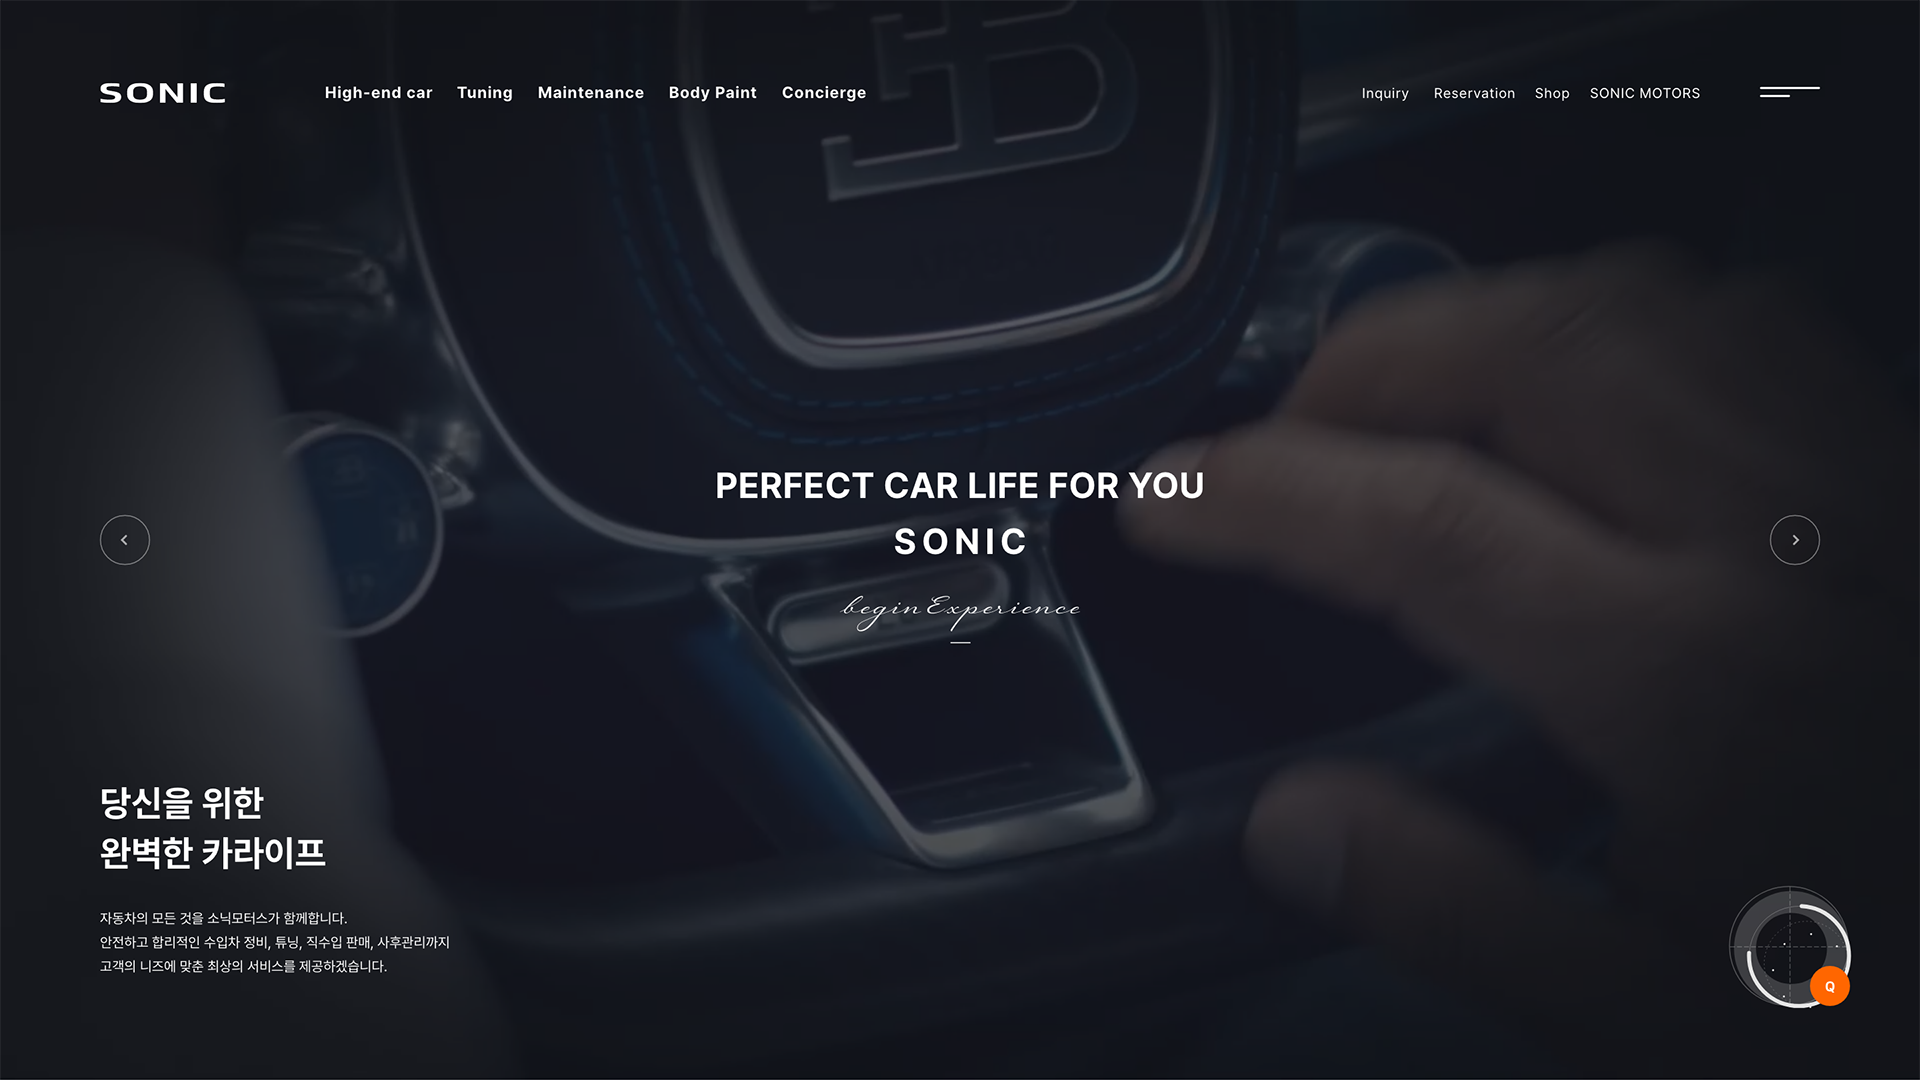 SONIC
High-end car Tuning Maintenance Body Paint Concierge
Inquiry Reservation Shop SONIC MOTORS
EB
PERFECT CAR LIFE FOR YOU
SONIC
begin Experience
당신을 위한
완벽한 카라이프
자동차의 모든 것을 소닉모터스가 함께합니다.
안전하고 합리적인 수입차 정비, 튜닝, 직수입 판매, 사후관리까지
고객의 니즈에 맞춘 최상의 서비스를 제공하겠습니다.
Q